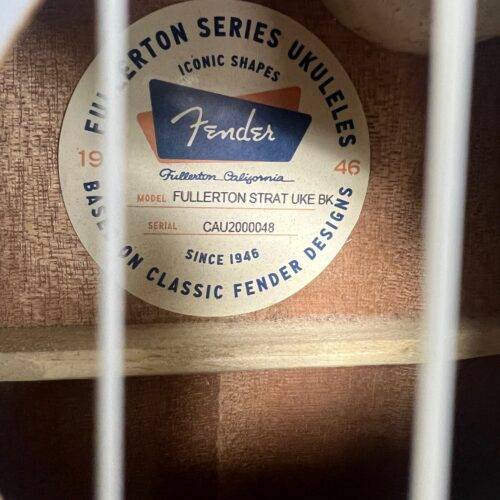 FULLERTON SERIES UKULELES
ICONIC SHAPES
Fender
Fullerton California
19 46
MODEL FULLERTON STRAT UKE BK
SERIAL CAU2000048
SINCE 1946
BASE ON CLASSIC FENDER DESIGNS